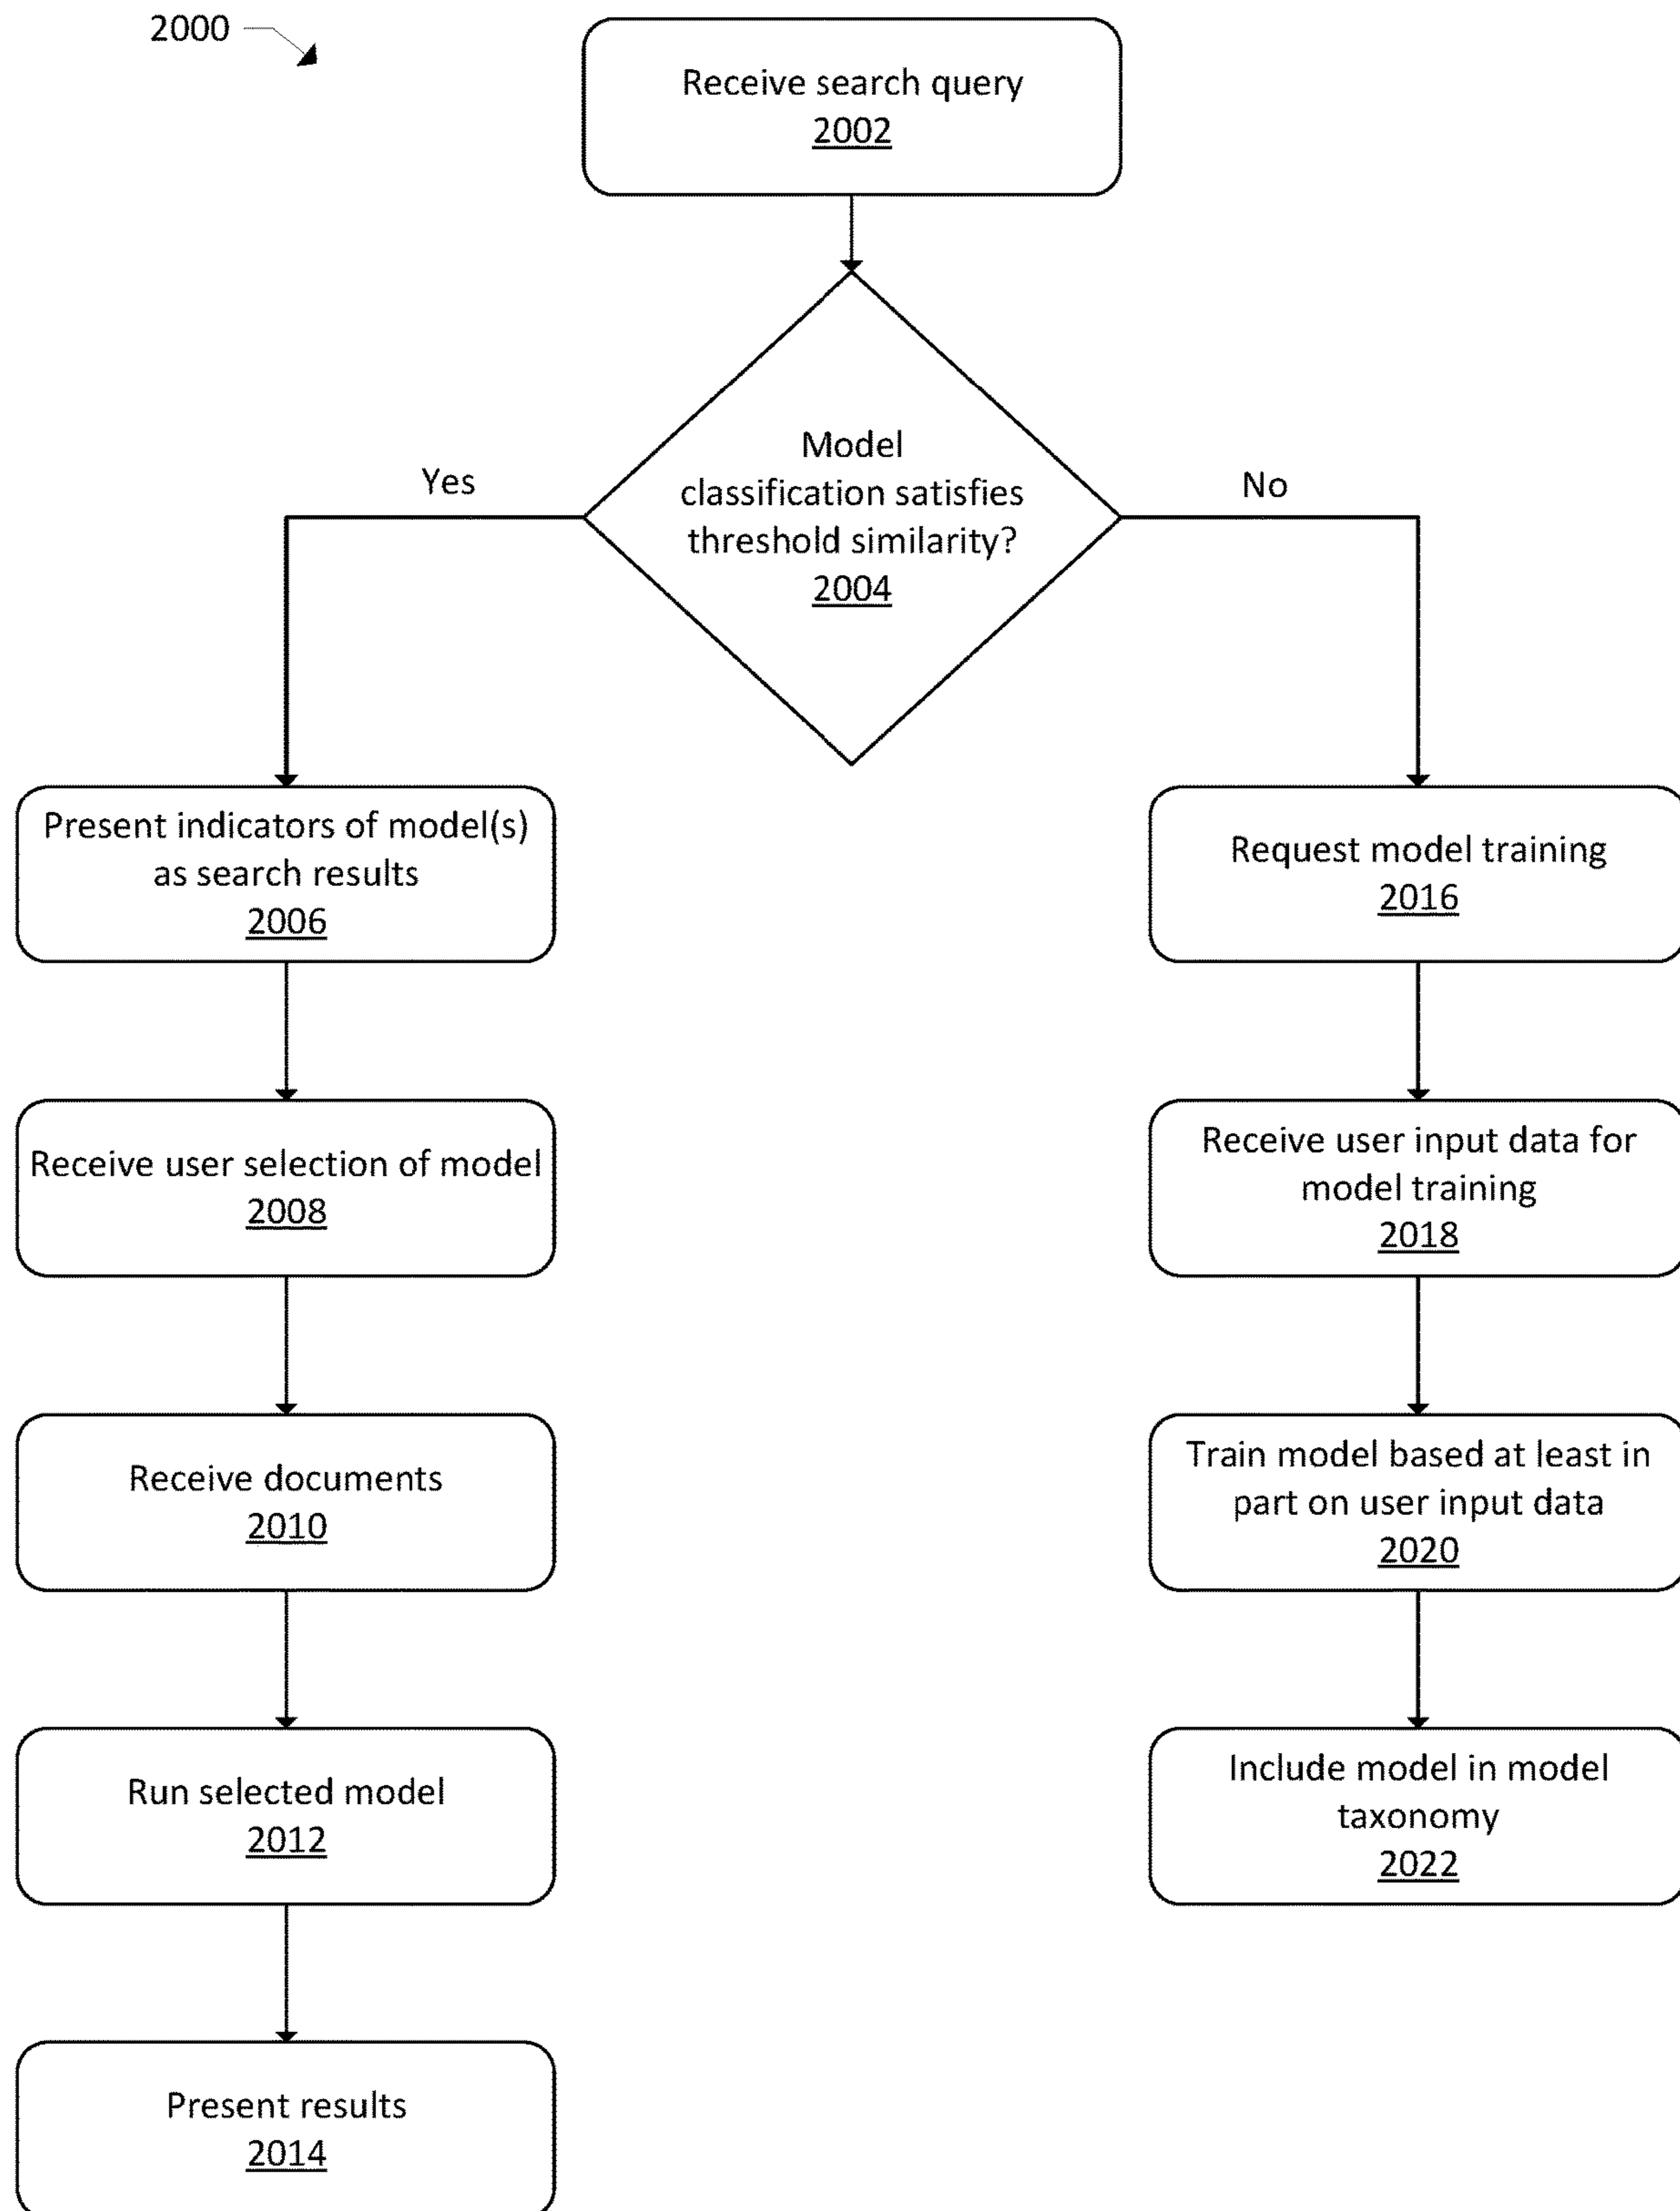 2000
Receive search query
2002
Model
classification satisfies
threshold similarity?
2004
Yes
No
Present indicators of model(s)
as search results
2006
Receive user selection of model
2008
Receive documents
2010
Run selected model
2012
Present results
2014
Request model training
2016
Receive user input data for
model training
2018
Train model based at least in
part on user input data
2020
Include model in model
taxonomy
2022